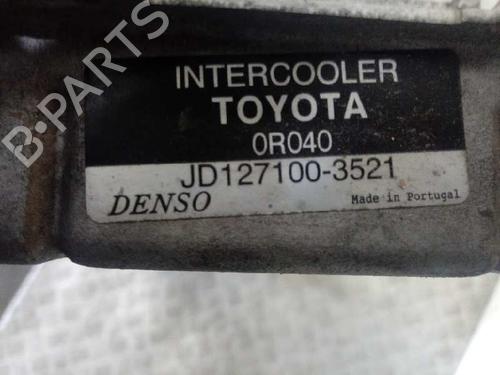 B-PARTS
INTERCOOLER
TOYOTA
0R040
JD127100-3521
DENSO Made in Portugal